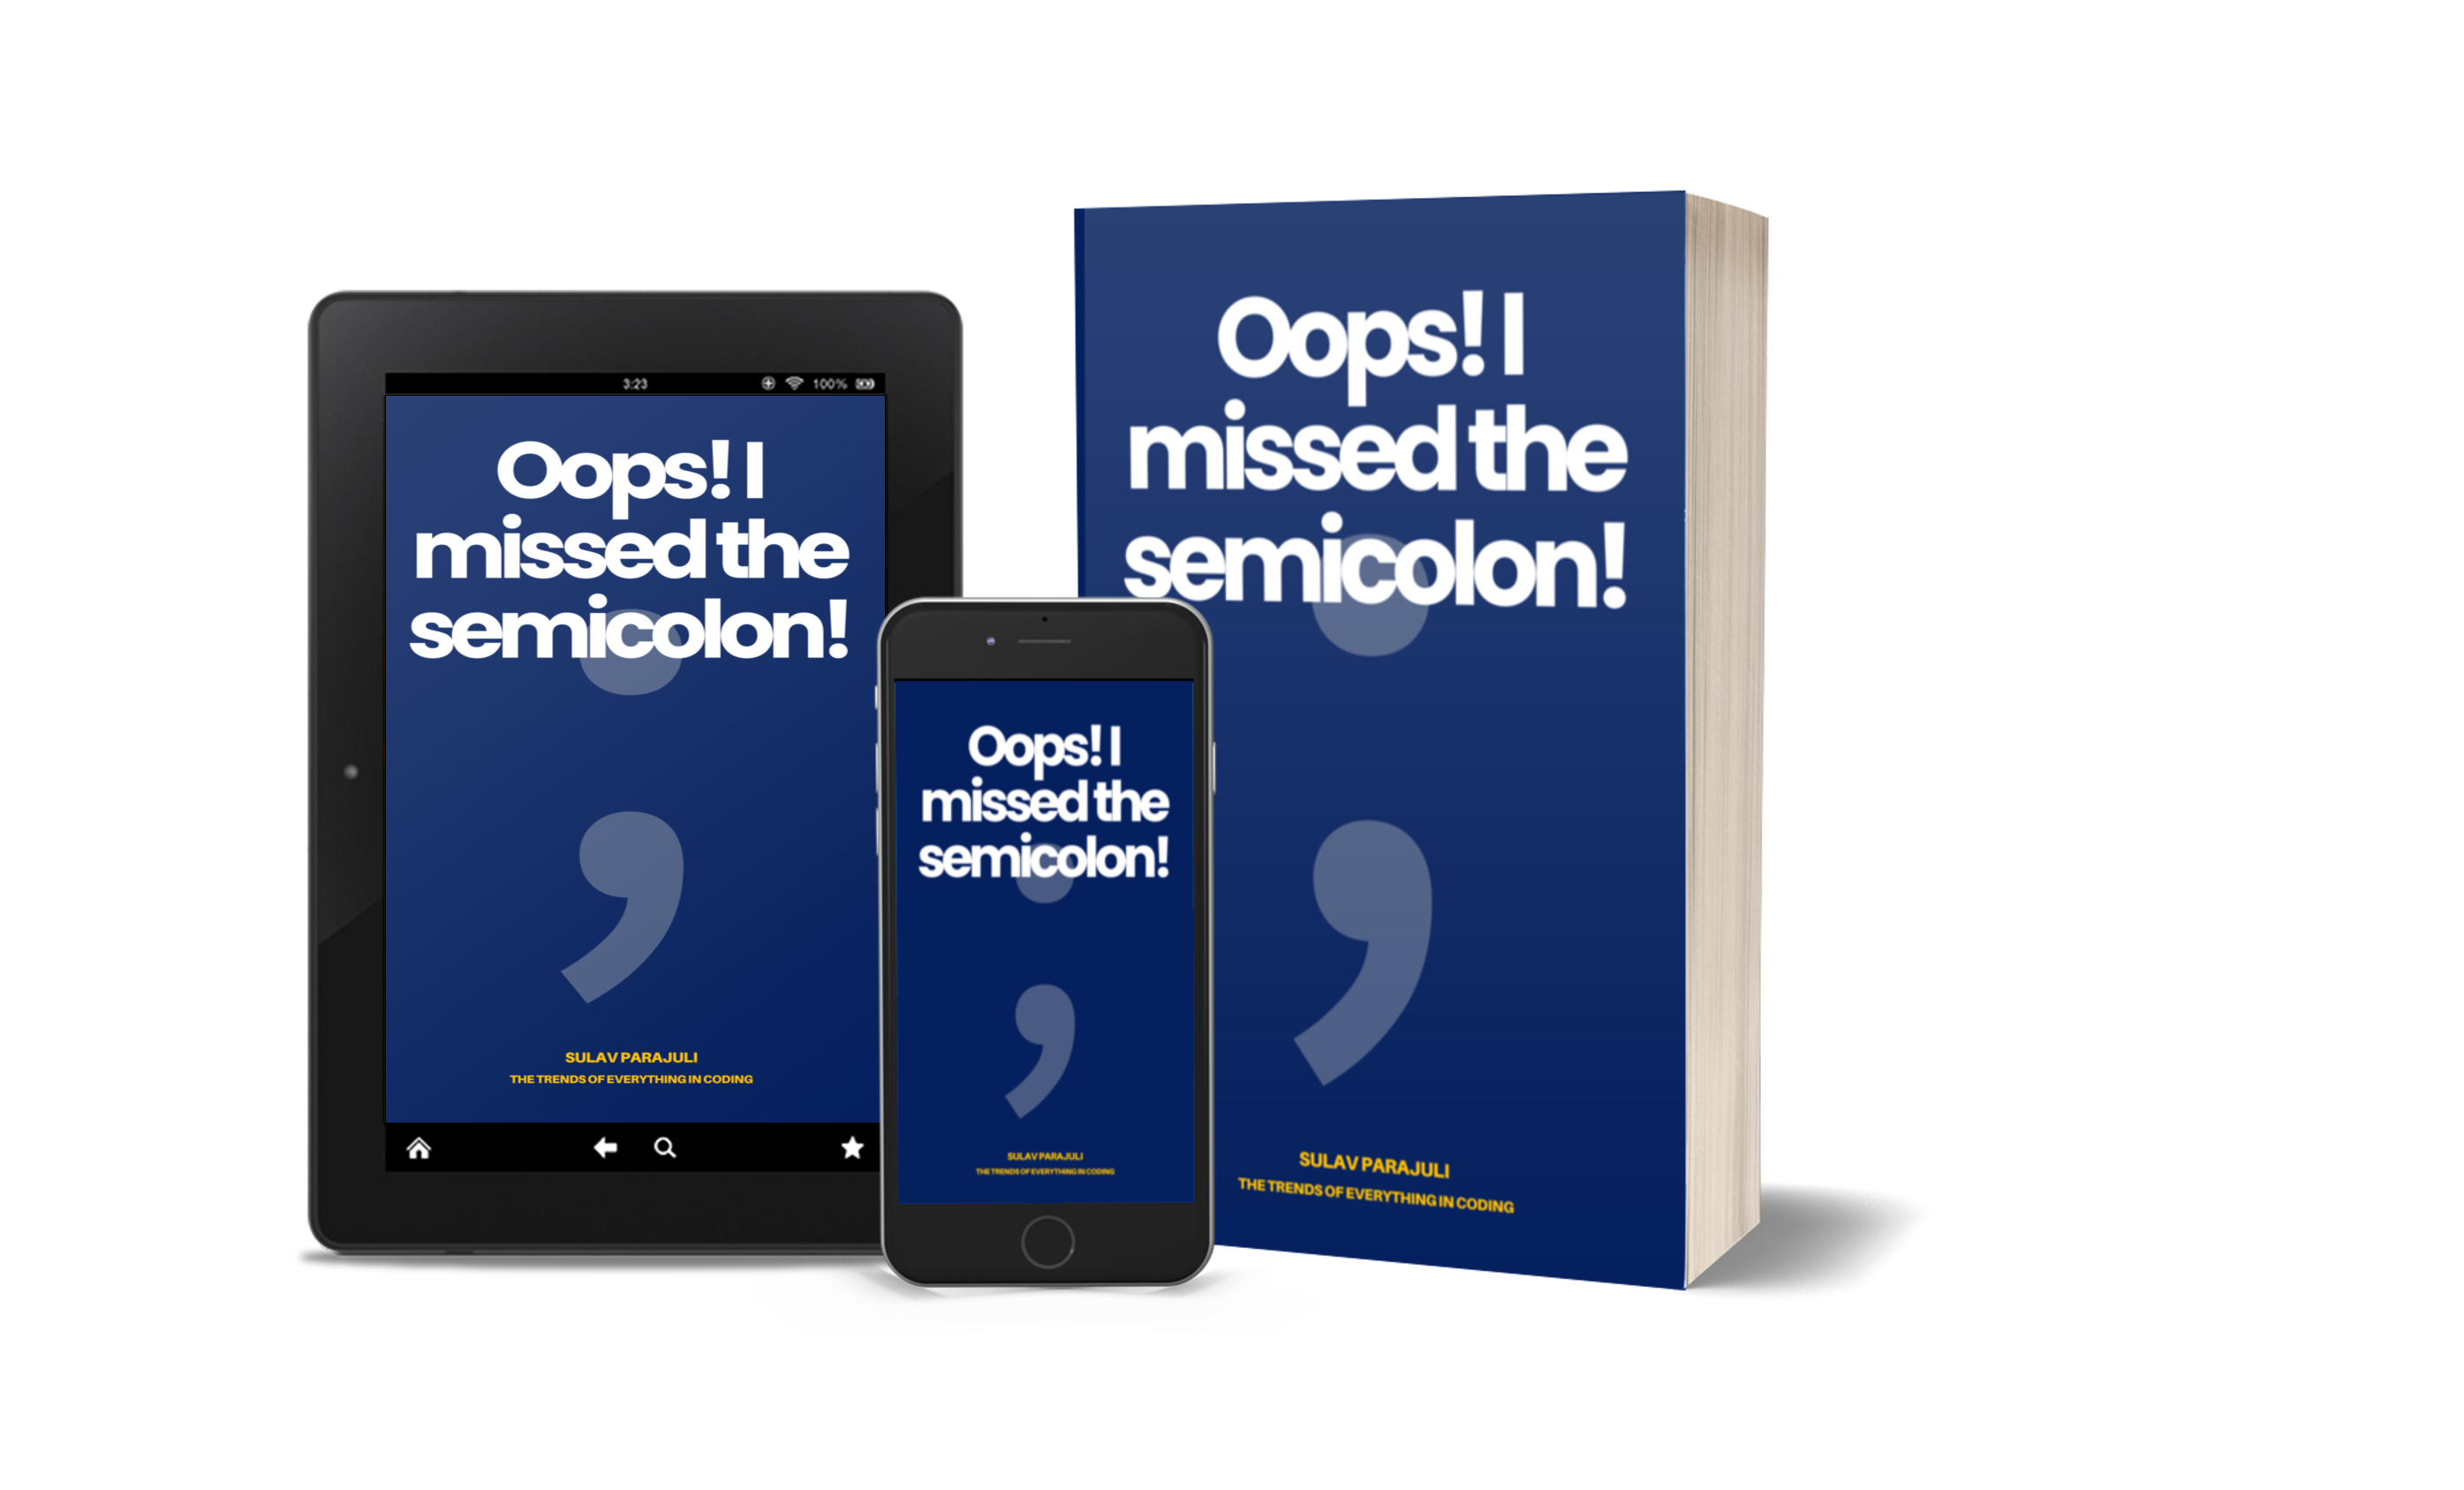 3:23
100%
Oops! I
missed the
semicolon!
SULAV PARAJULI
THE TRENDS OF EVERYTHING IN CODING
Oops! I
missed the
semicolon!
SULAV PARAJULI
THE TRENDS OF EVERYTHING IN CODING
Oops! I
missed the
semicolon!
SULAV PARAJULI
THE TRENDS OF EVERYTHING IN CODING